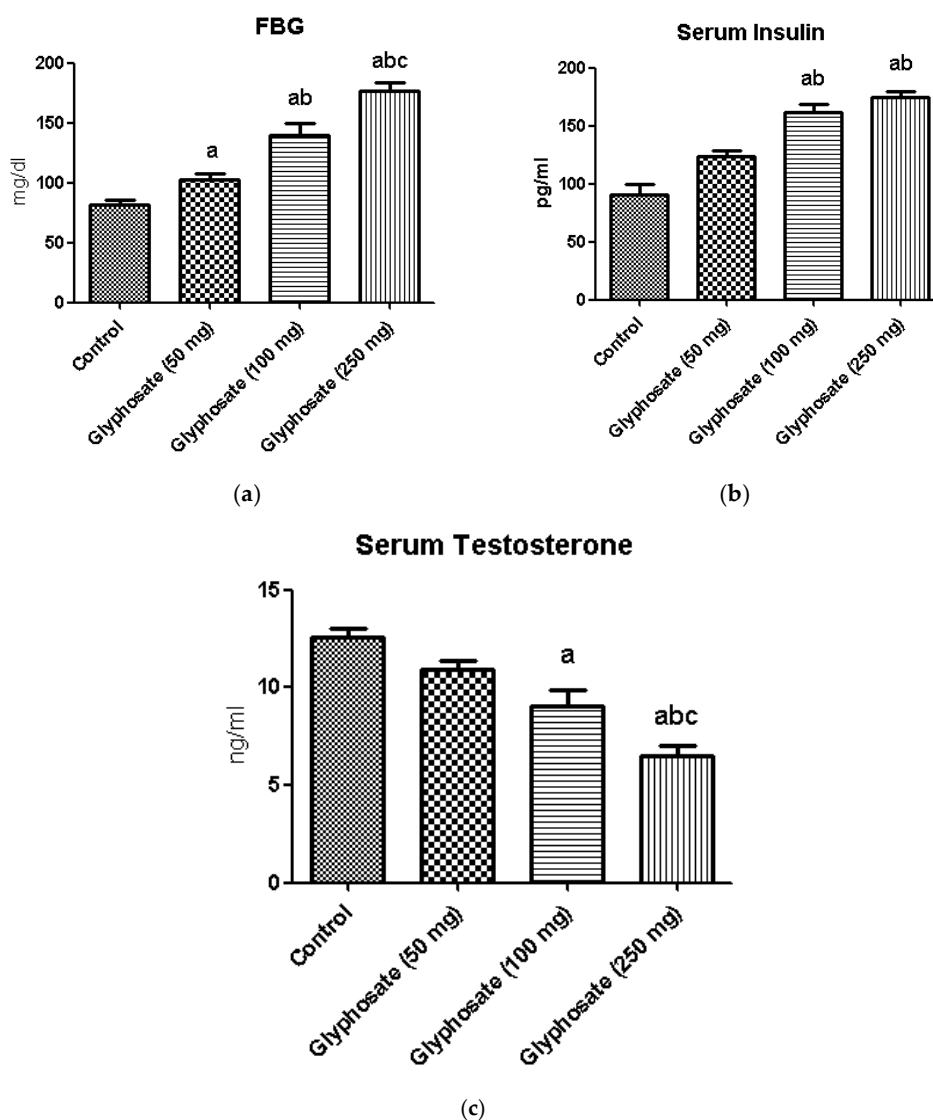 FBG
200
150
100
50
0
mg/dl
a
ab
abc
Control
Glyphosate (50 mg)
Glyphosate (100 mg)
Glyphosate (250 mg)
(a)
Serum Insulin
200
150
100
50
0
pg/ml
ab
ab
Control
Glyphosate (50 mg)
Glyphosate (100 mg)
Glyphosate (250 mg)
(b)
Serum Testosterone
15
10
5
0
ng/ml
a
abc
Control
Glyphosate (50 mg)
Glyphosate (100 mg)
Glyphosate (250 mg)
(c)